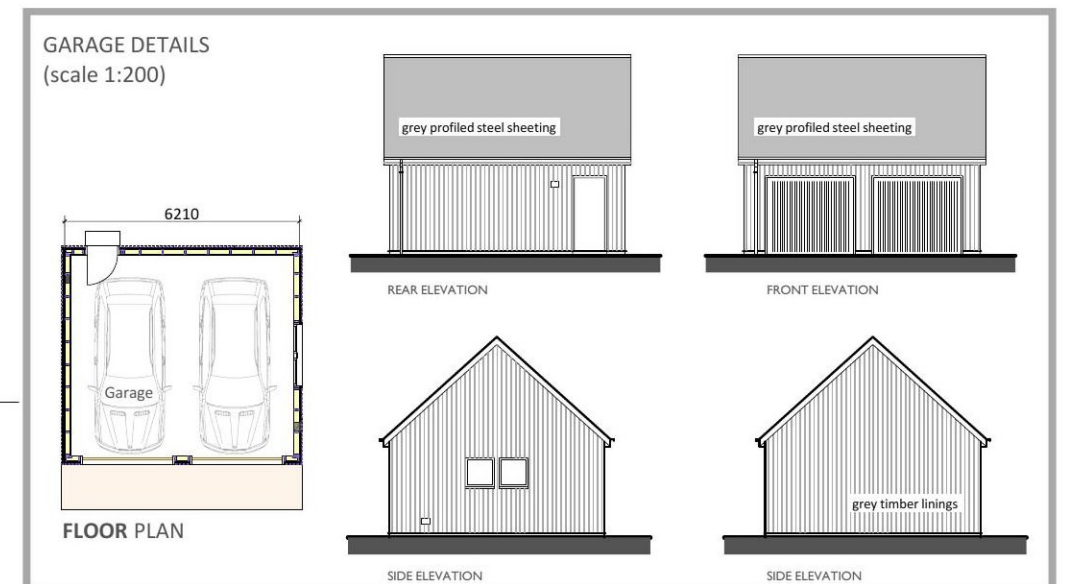 GARAGE DETAILS
(scale 1:200)
grey profiled steel sheeting
grey profiled steel sheeting
6210
REAR ELEVATION
FRONT ELEVATION
Garage
grey timber linings
FLOOR PLAN
SIDE ELEVATION
SIDE ELEVATION